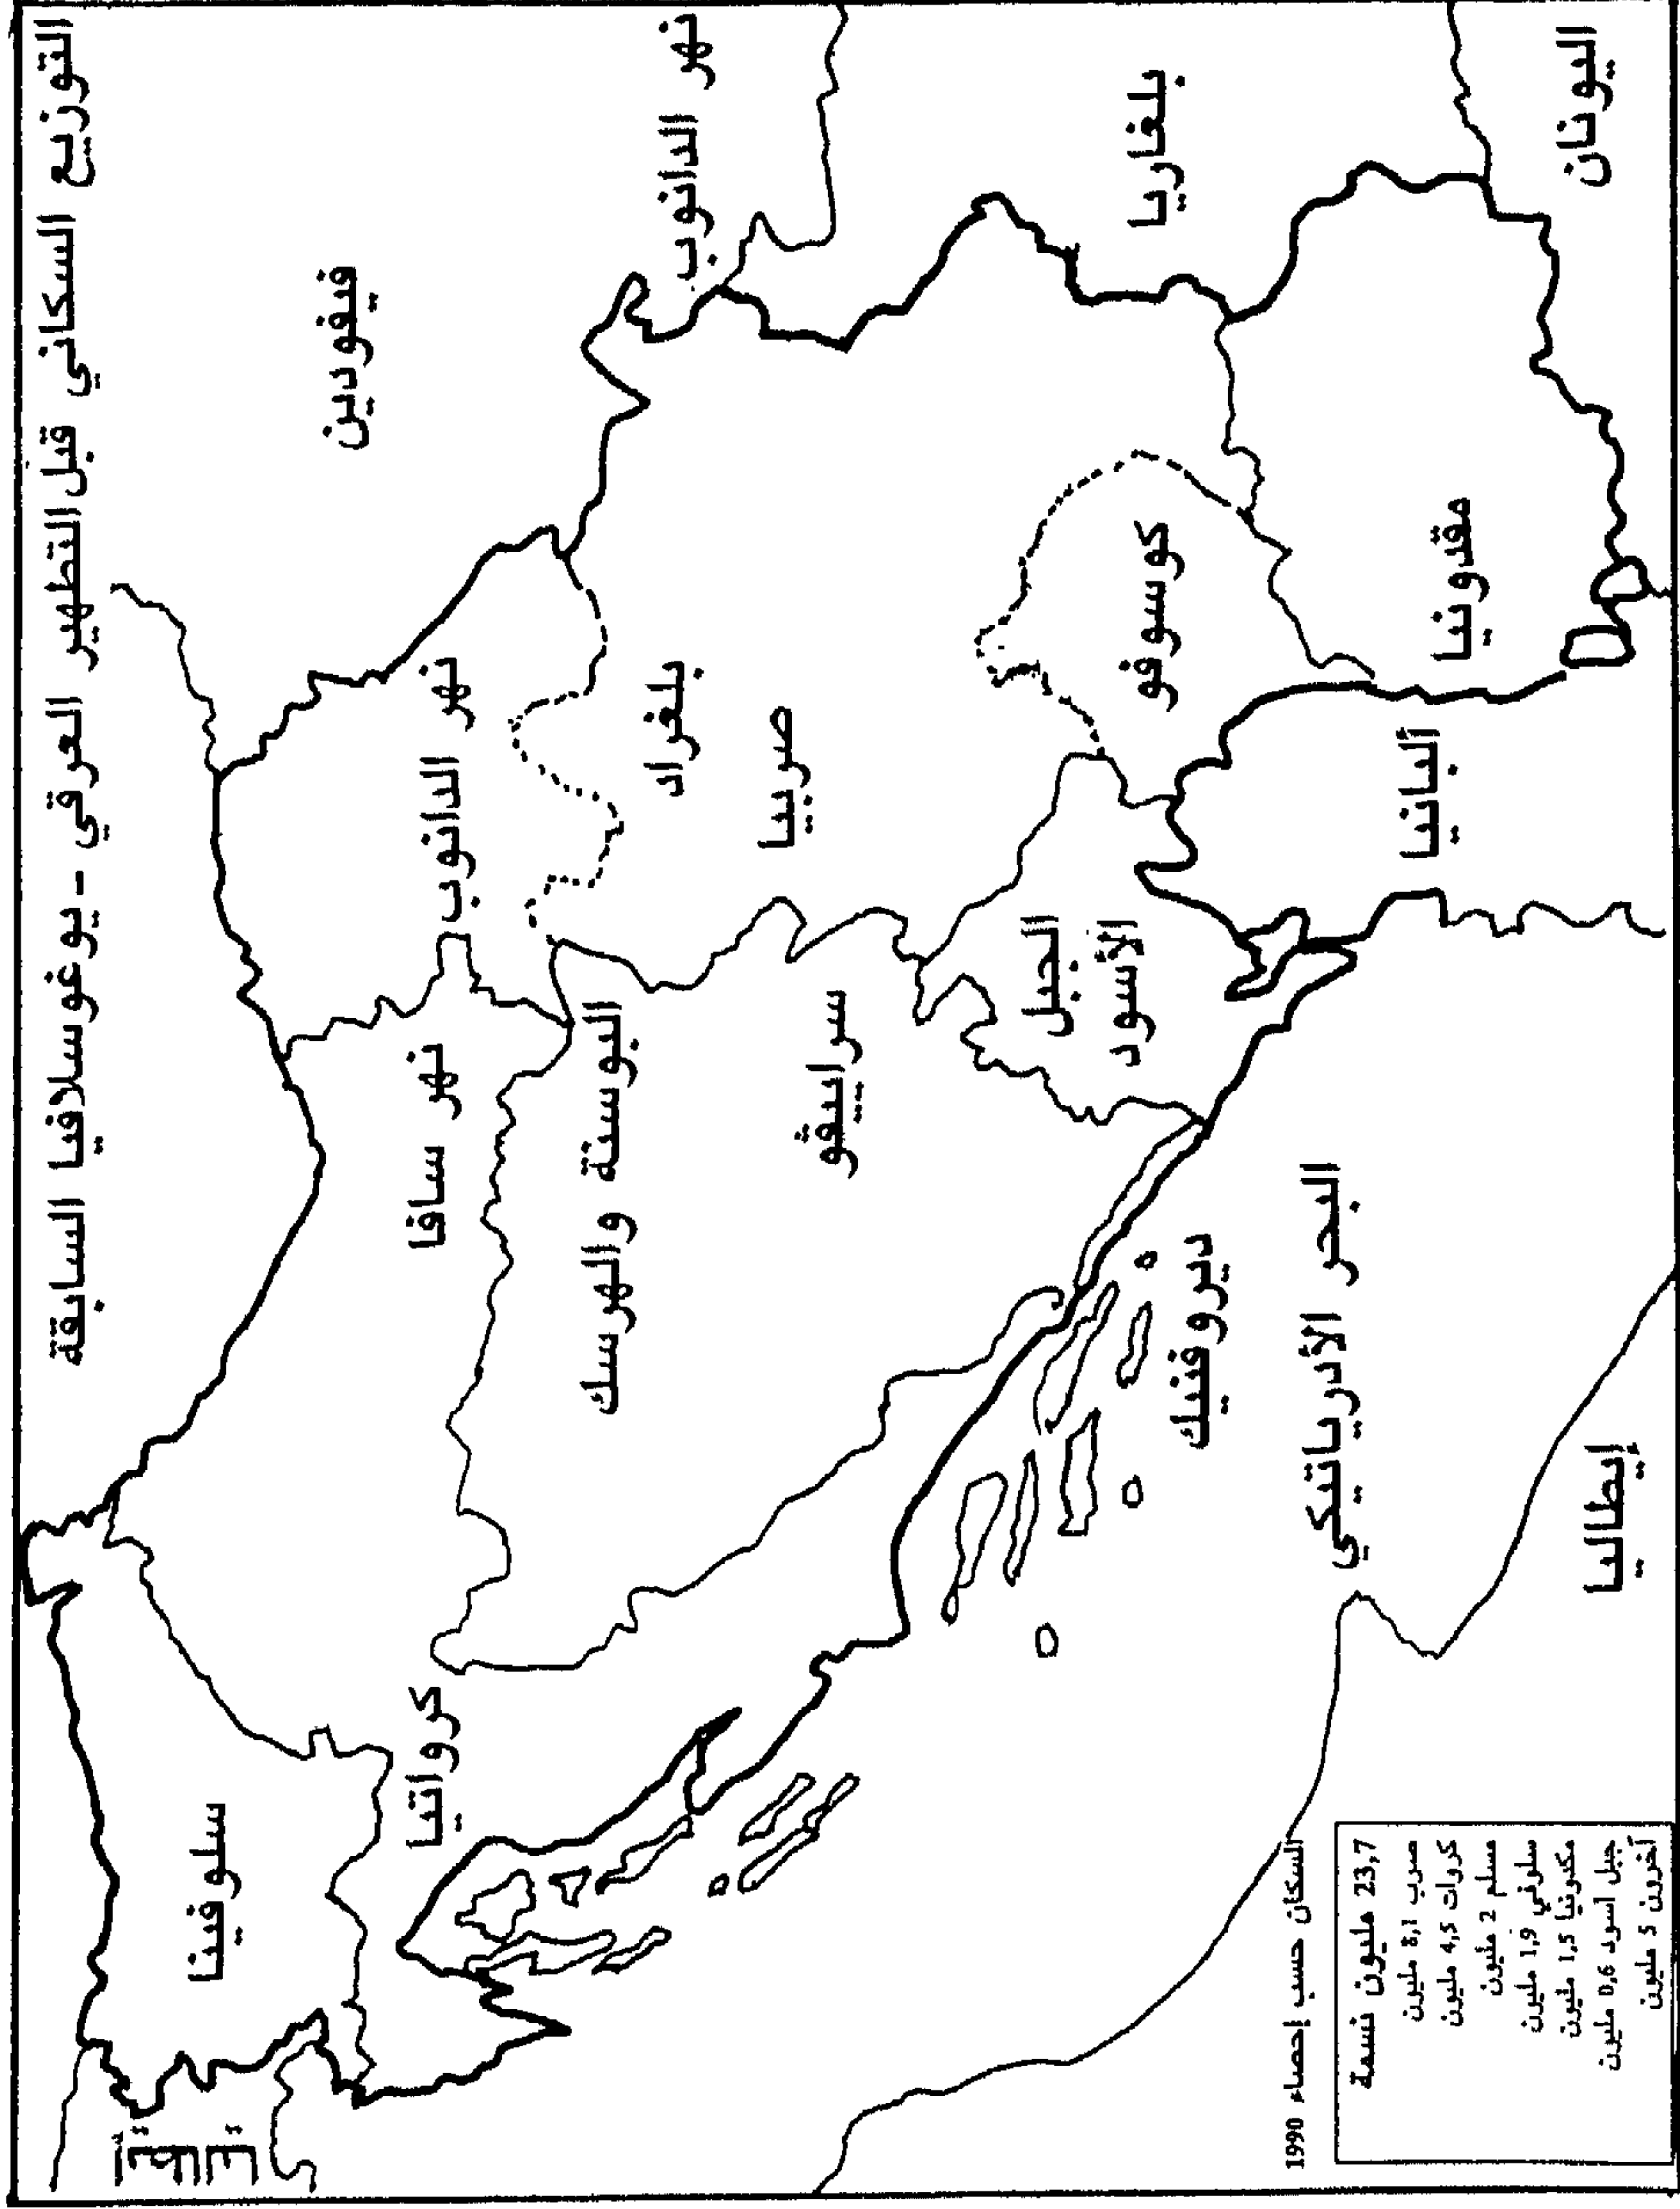 التوزيع السكاني قبل التطهير العرقي - يوغوسلافيا السابقة
فيفودين
نهر الدانوب
نهر الدانوب
نهر سافا
سلوفينيا
كرواتيا
بلغراد
صربيا
البوسنة والهرسك
سراييڤو
بلغاريا
كوسوفو
الجبل
الأسود
مقدونيا
ألبانيا
اليونان
ديروفنيك
البحر الأدرياتيكي
إيطاليا
السكان حسب إحصاء 1990
23,7 مليون نسمة
صرب 8,1 مليون
كروات 4,5 مليون
مسلم 2 مليون
سلوفي 1,9 مليون
مكدونيا 1,5 مليون
جبل أسود 0,6 مليون
آخرون 5 مليون